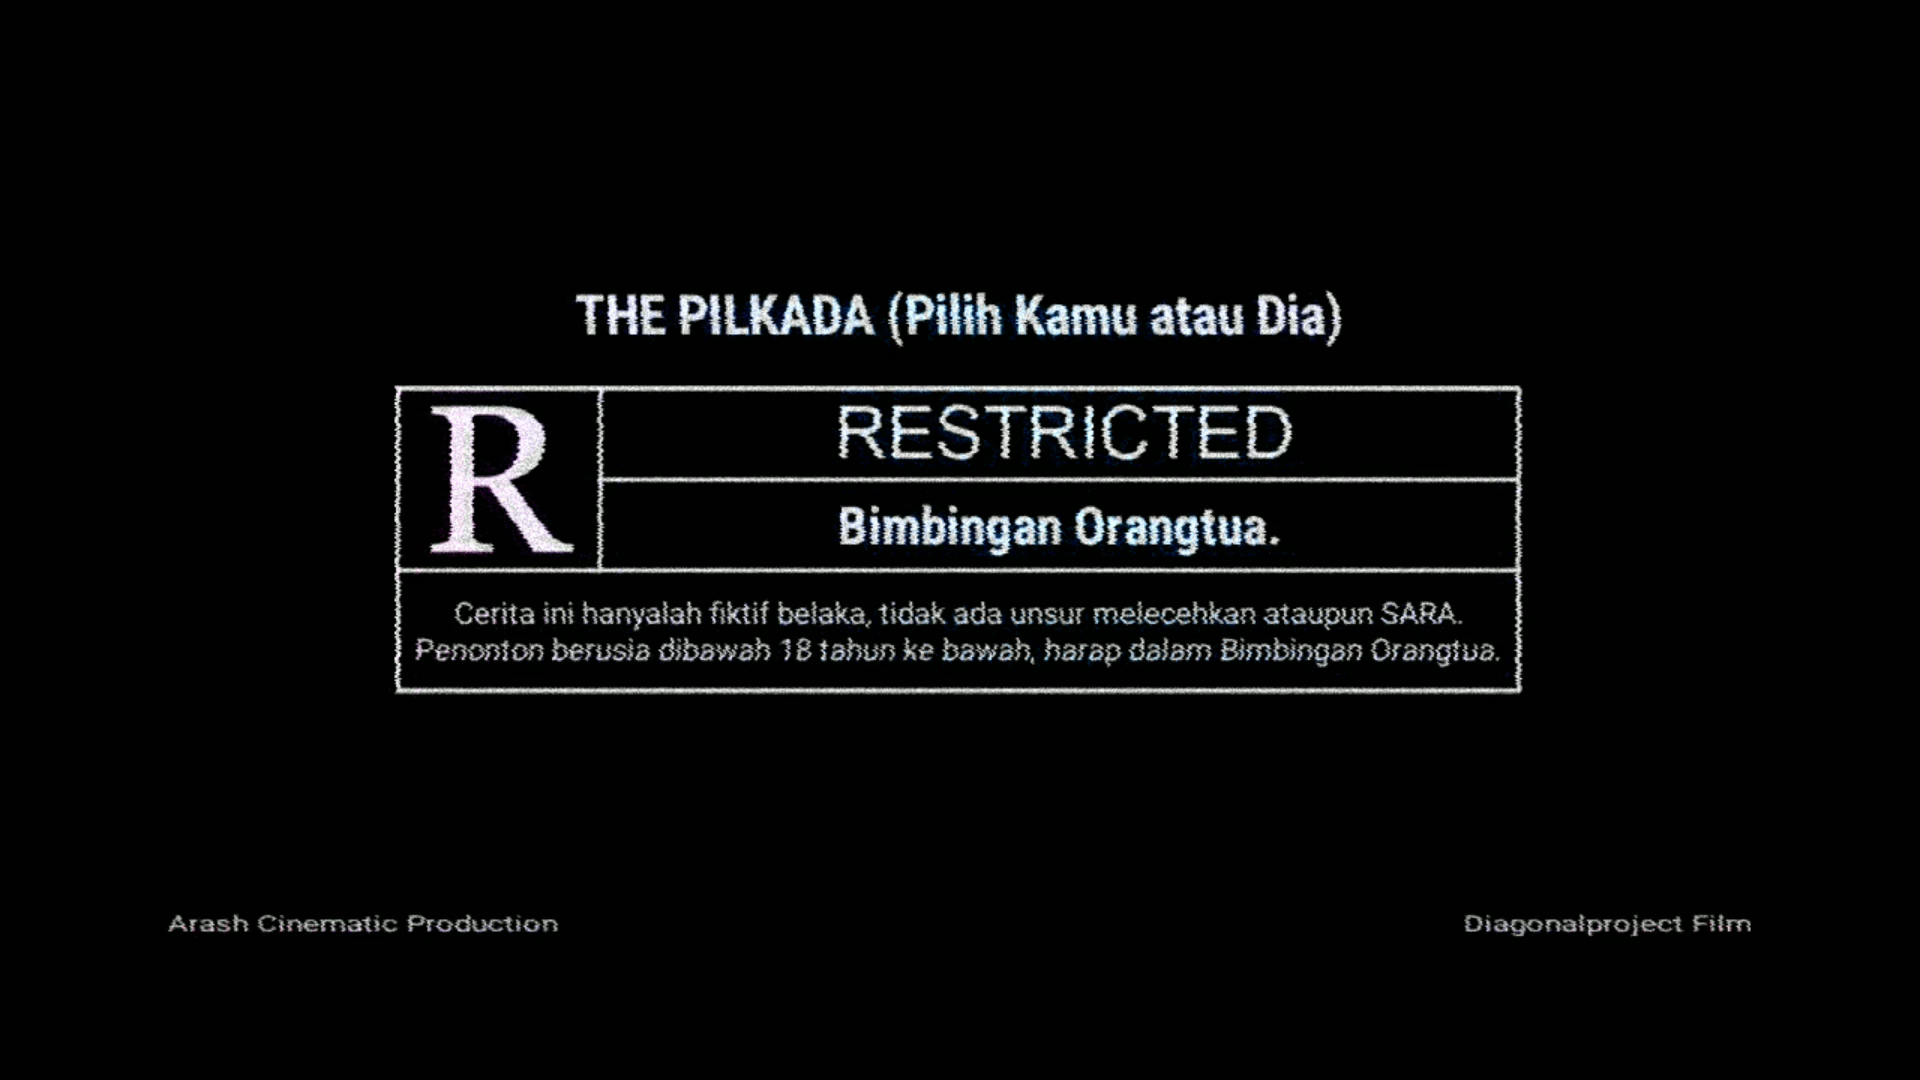 THE PILKADA (Pilih Kamu atau Dia)
R
RESTRICTED
Bimbingan Orangtua.
Cerita ini hanyalah fiktif belaka, tidak ada unsur melecehkan ataupun SARA.
Penonton berusia dibawah 18 tahun ke bawah, harap dalam Bimbingan Orangtua.
Arash Cinematic Production
Diagonalproject Film